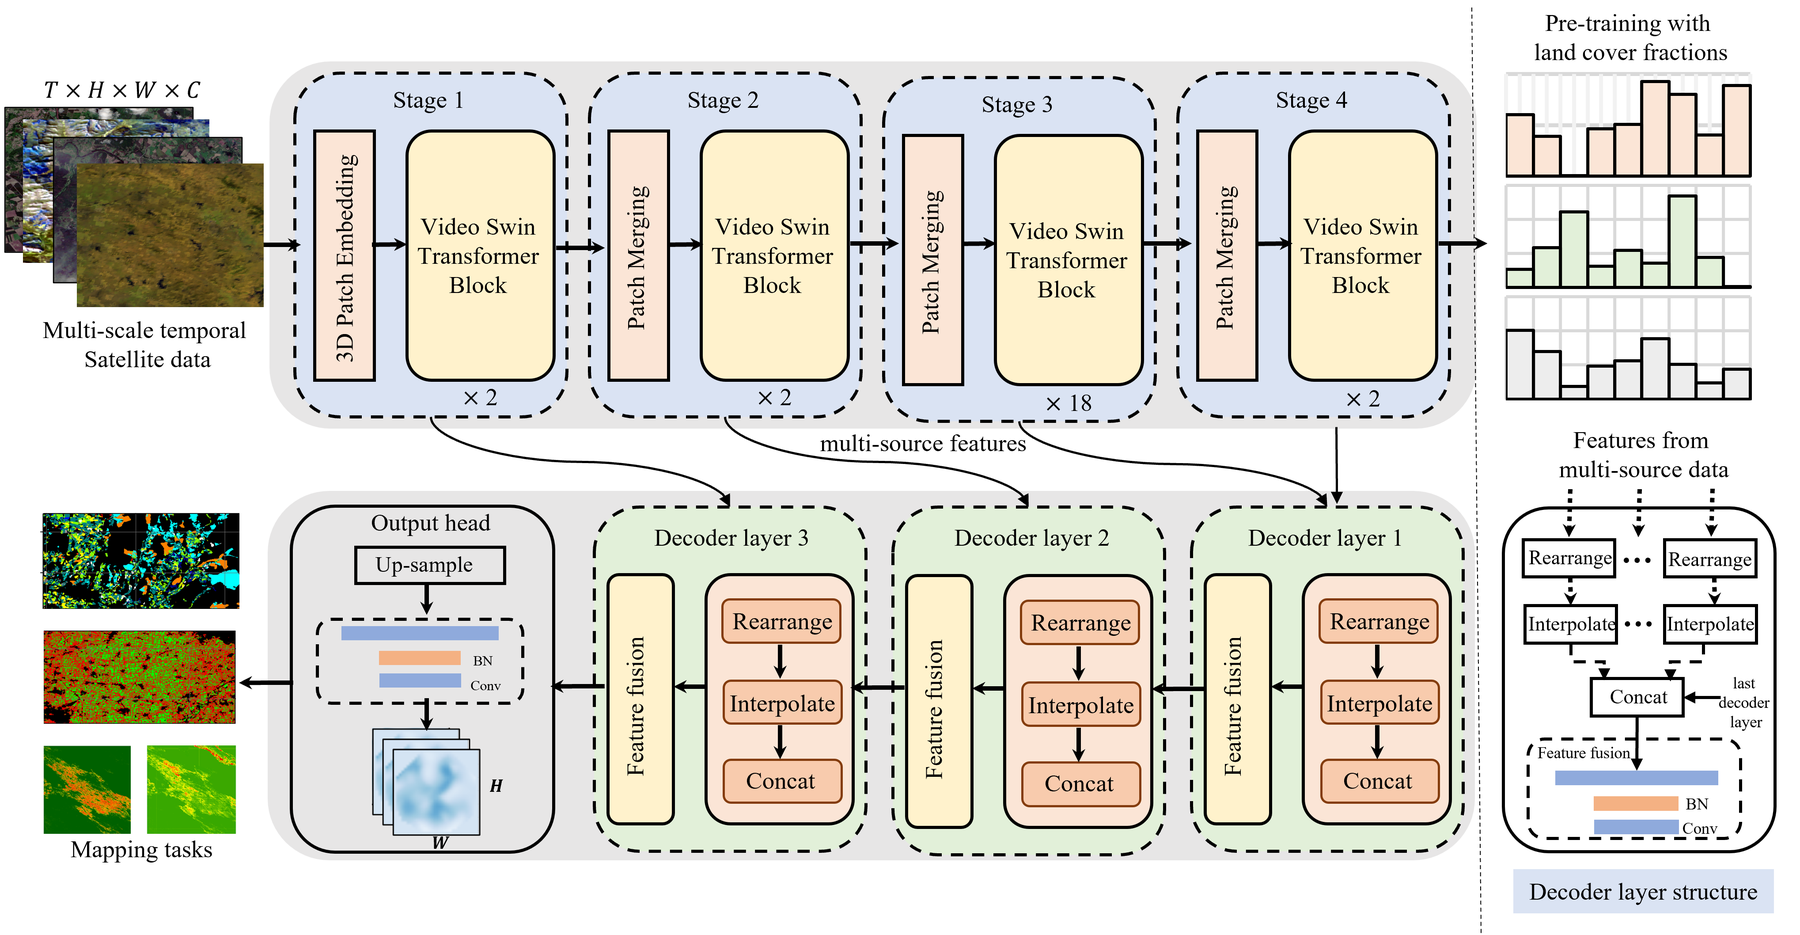 T × H × W × C
Multi-scale temporal
Satellite data
Stage 1
3D Patch Embedding
Video Swin
Transformer
Block
× 2
Stage 2
Patch Merging
Video Swin
Transformer
Block
× 2
Stage 3
Patch Merging
Video Swin
Transformer
Block
× 18
Stage 4
Patch Merging
Video Swin
Transformer
Block
× 2
Pre-training with
land cover fractions
multi-source features
Mapping tasks
Output head
Up-sample
BN
Conv
H
W
Decoder layer 3
Feature fusion
Rearrange
Interpolate
Concat
Decoder layer 2
Feature fusion
Rearrange
Interpolate
Concat
Decoder layer 1
Feature fusion
Rearrange
Interpolate
Concat
Features from
multi-source data
Rearrange
Rearrange
Interpolate
Interpolate
Concat
last
decoder
layer
Feature fusion
BN
Conv
Decoder layer structure